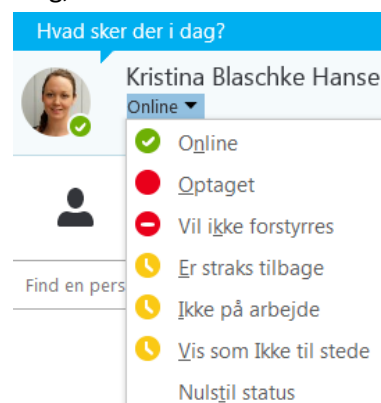 Hvad sker der i dag?
Kristina Blaschke Hanse
Online
Online
Optaget
Vil ikke forstyrres
Er straks tilbage
Ikke på arbejde
Find en pers
Vis som Ikke til stede
Nulstil status